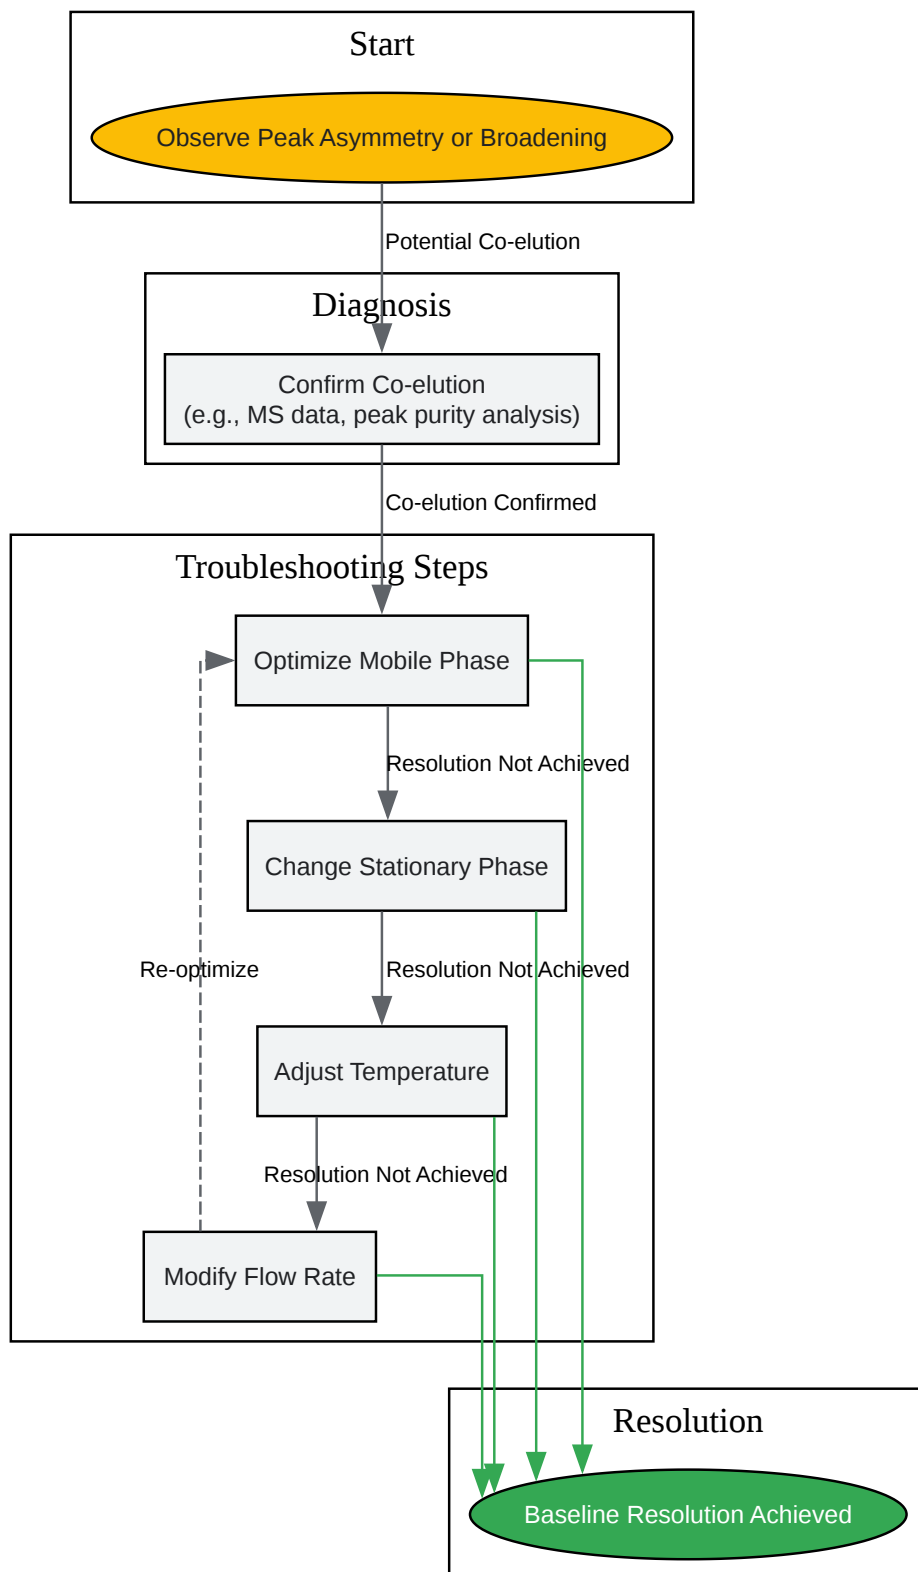 Start
Observe Peak Asymmetry or Broadening
Potential Co-elution
Diagnosis
Confirm Co-elution
(e.g., MS data, peak purity analysis)
Co-elution Confirmed
Troubleshooting Steps
Optimize Mobile Phase
Resolution Not Achieved
Change Stationary Phase
Re-optimize
Resolution Not Achieved
Adjust Temperature
Resolution Not Achieved
Modify Flow Rate
Resolution
Baseline Resolution Achieved